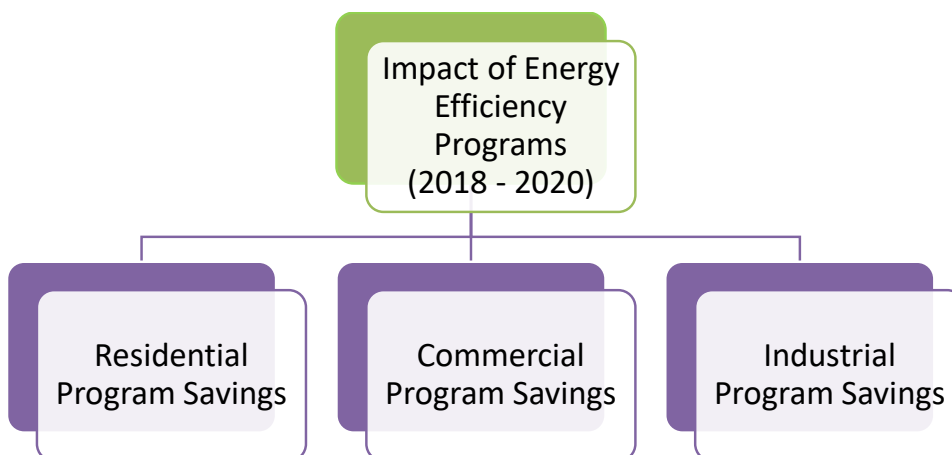 Impact of Energy
Efficiency
Programs
(2018 - 2020)
Residential
Program Savings
Commercial
Program Savings
Industrial
Program Savings